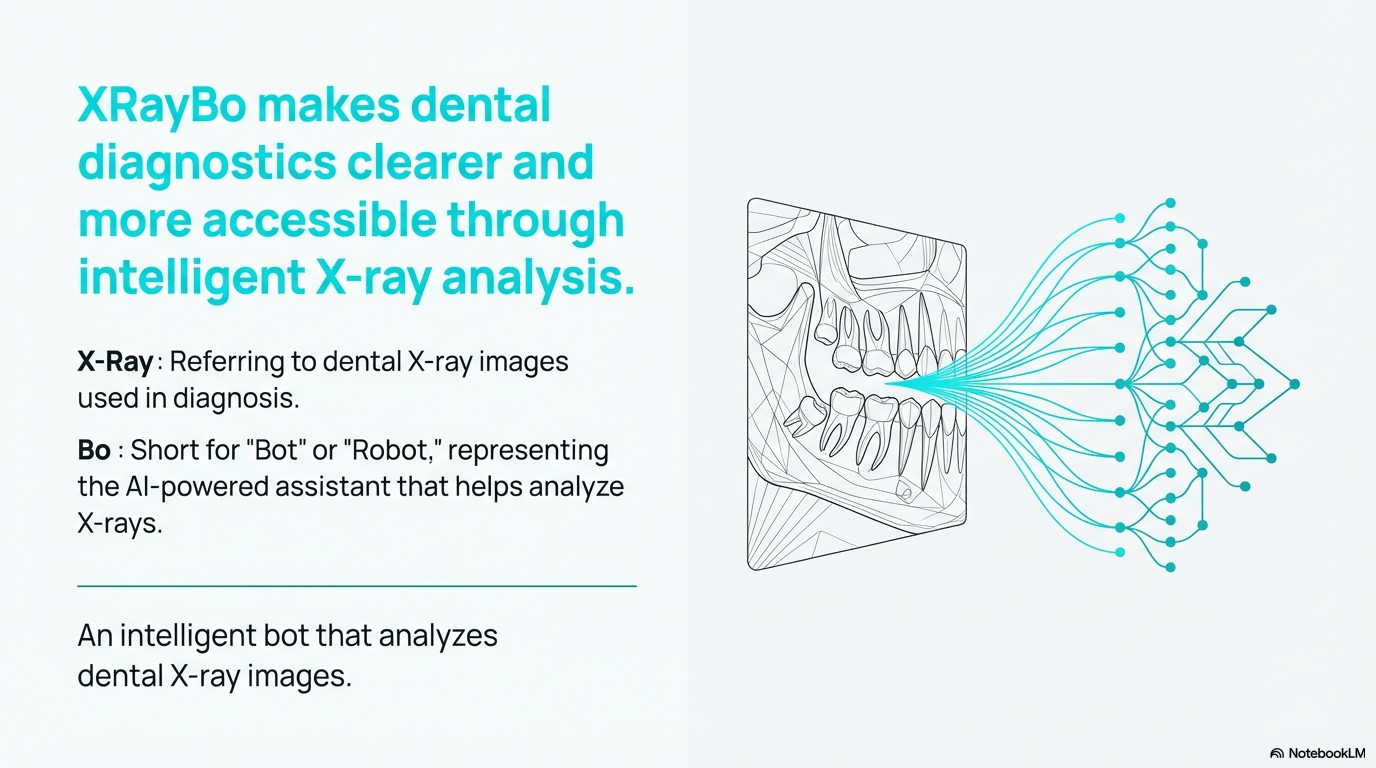 XRayBo makes dental
diagnostics clearer and
more accessible through
intelligent X-ray analysis.
X-Ray: Referring to dental X-ray images
used in diagnosis.
Bo : Short for "Bot" or "Robot," representing
the AI-powered assistant that helps analyze
X-rays.
An intelligent bot that analyzes
dental X-ray images.
NotebookLM